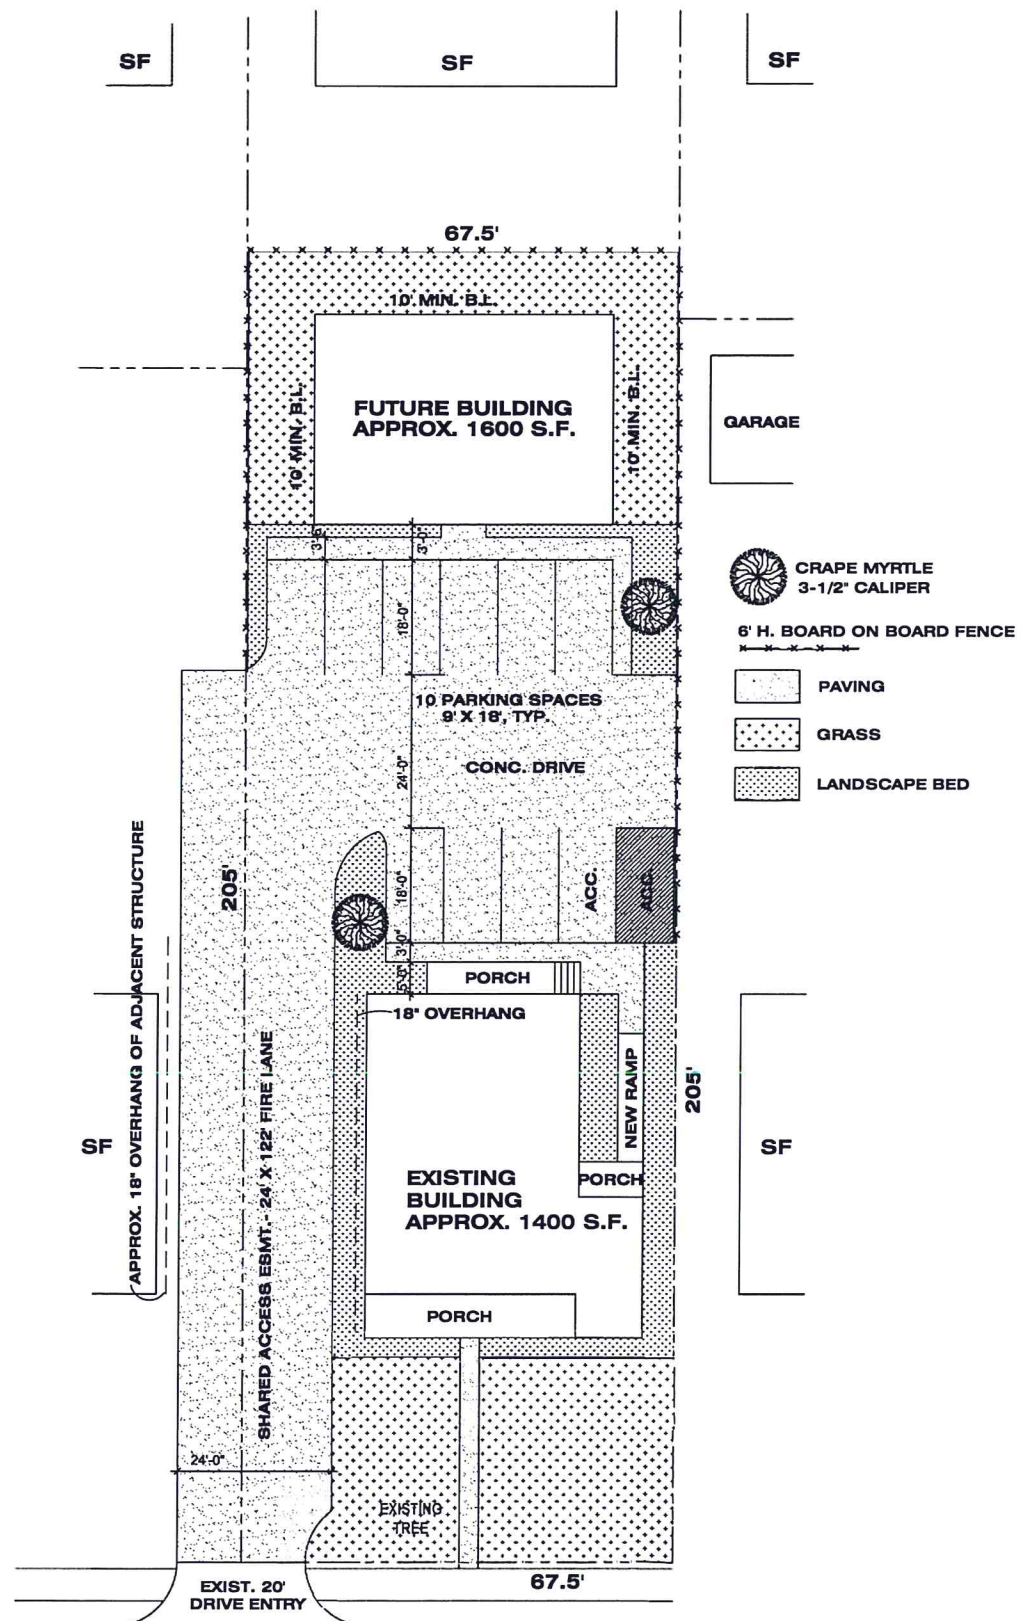 SF
SF
SF
67.5'
10' MIN. B.L.
10' MIN. B.L.
FUTURE BUILDING
APPROX. 1600 S.F.
10' MIN. B.L.
GARAGE
3'-6"
3'-0"
CRAPE MYRTLE
3-1/2" CALIPER
6' H. BOARD ON BOARD FENCE
18'-0"
PAVING
10 PARKING SPACES
9' X 18', TYP.
GRASS
24'-0"
CONC. DRIVE
LANDSCAPE BED
205'
18'-0"
ACC.
ACC.
3'-0"
5'-0"
PORCH
18" OVERHANG
APPROX. 18" OVERHANG OF ADJACENT STRUCTURE
SF
SHARED ACCESS ESMT.- 24' X 122' FIRE LANE
NEW RAMP
205'
SF
PORCH
EXISTING
BUILDING
APPROX. 1400 S.F.
PORCH
24'-0"
EXISTING
TREE
EXIST. 20'
DRIVE ENTRY
67.5'